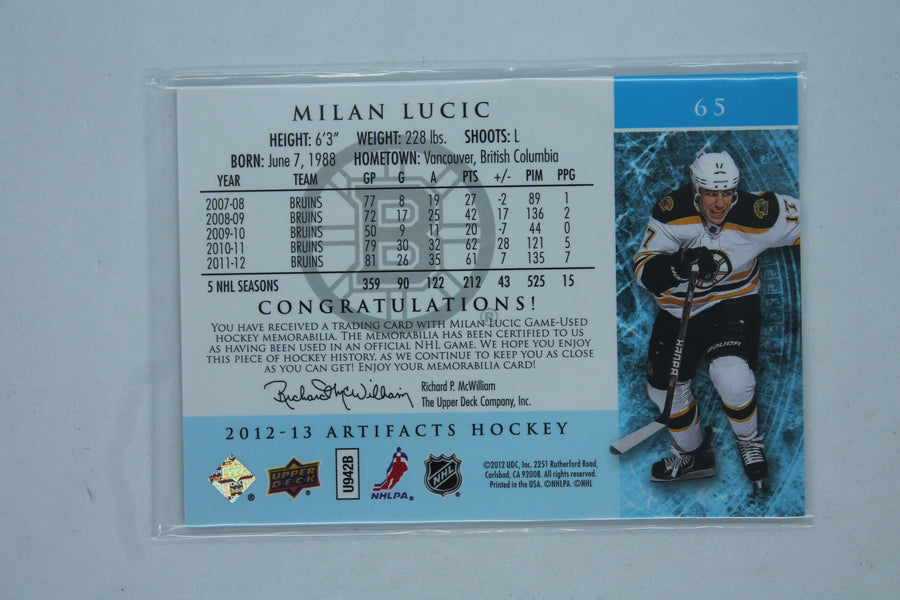 MILAN LUCIC
65
HEIGHT: 6'3" WEIGHT: 228 lbs. SHOOTS: L
BORN: June 7, 1988 HOMETOWN: Vancouver, British Columbia
YEAR TEAM GP G A PTS +/- PIM PPG
2007-08 BRUINS 77 8 19 27 -2 89 1
2008-09 BRUINS 72 17 25 42 17 136 2
2009-10 BRUINS 50 9 11 20 -7 44 0
2010-11 BRUINS 79 30 32 62 28 121 5
2011-12 BRUINS 81 26 35 61 7 135 7
5 NHL SEASONS 359 90 122 212 43 525 15
B
®
CONGRATULATIONS!
YOU HAVE RECEIVED A TRADING CARD WITH MILAN LUCIC GAME-USED
HOCKEY MEMORABILIA. THE MEMORABILIA HAS BEEN CERTIFIED TO US
AS HAVING BEEN USED IN AN OFFICIAL NHL GAME. WE HOPE YOU ENJOY
THIS PIECE OF HOCKEY HISTORY, AS WE CONTINUE TO KEEP YOU AS CLOSE
AS YOU CAN GET! ENJOY YOUR MEMORABILIA CARD!
Richard P. McWilliam
Richard P. McWilliam
The Upper Deck Company, Inc.
2012-13 ARTIFACTS HOCKEY
UPPER
DECK
U942B
NHLPA
NHL
©2012 UDC, Inc. 2251 Rutherford Road,
Carlsbad, CA 92008. All rights reserved.
Printed in the USA. ©NHLPA. ©NHL
17
17
17
B